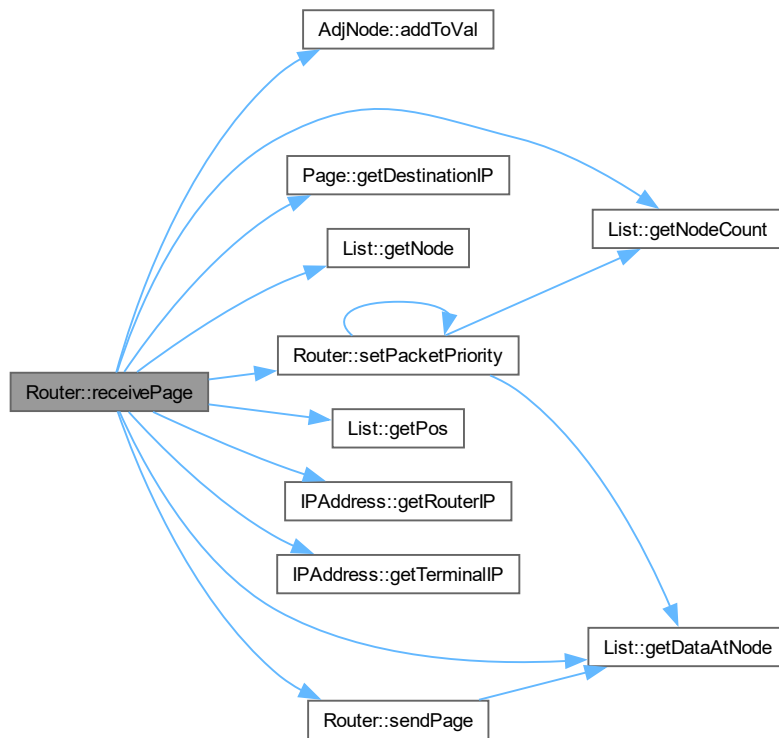 AdjNode::addToVal
Page::getDestinationIP
List::getNodeCount
List::getNode
Router::setPacketPriority
Router::receivePage
List::getPos
IPAddress::getRouterIP
IPAddress::getTerminalIP
List::getDataAtNode
Router::sendPage